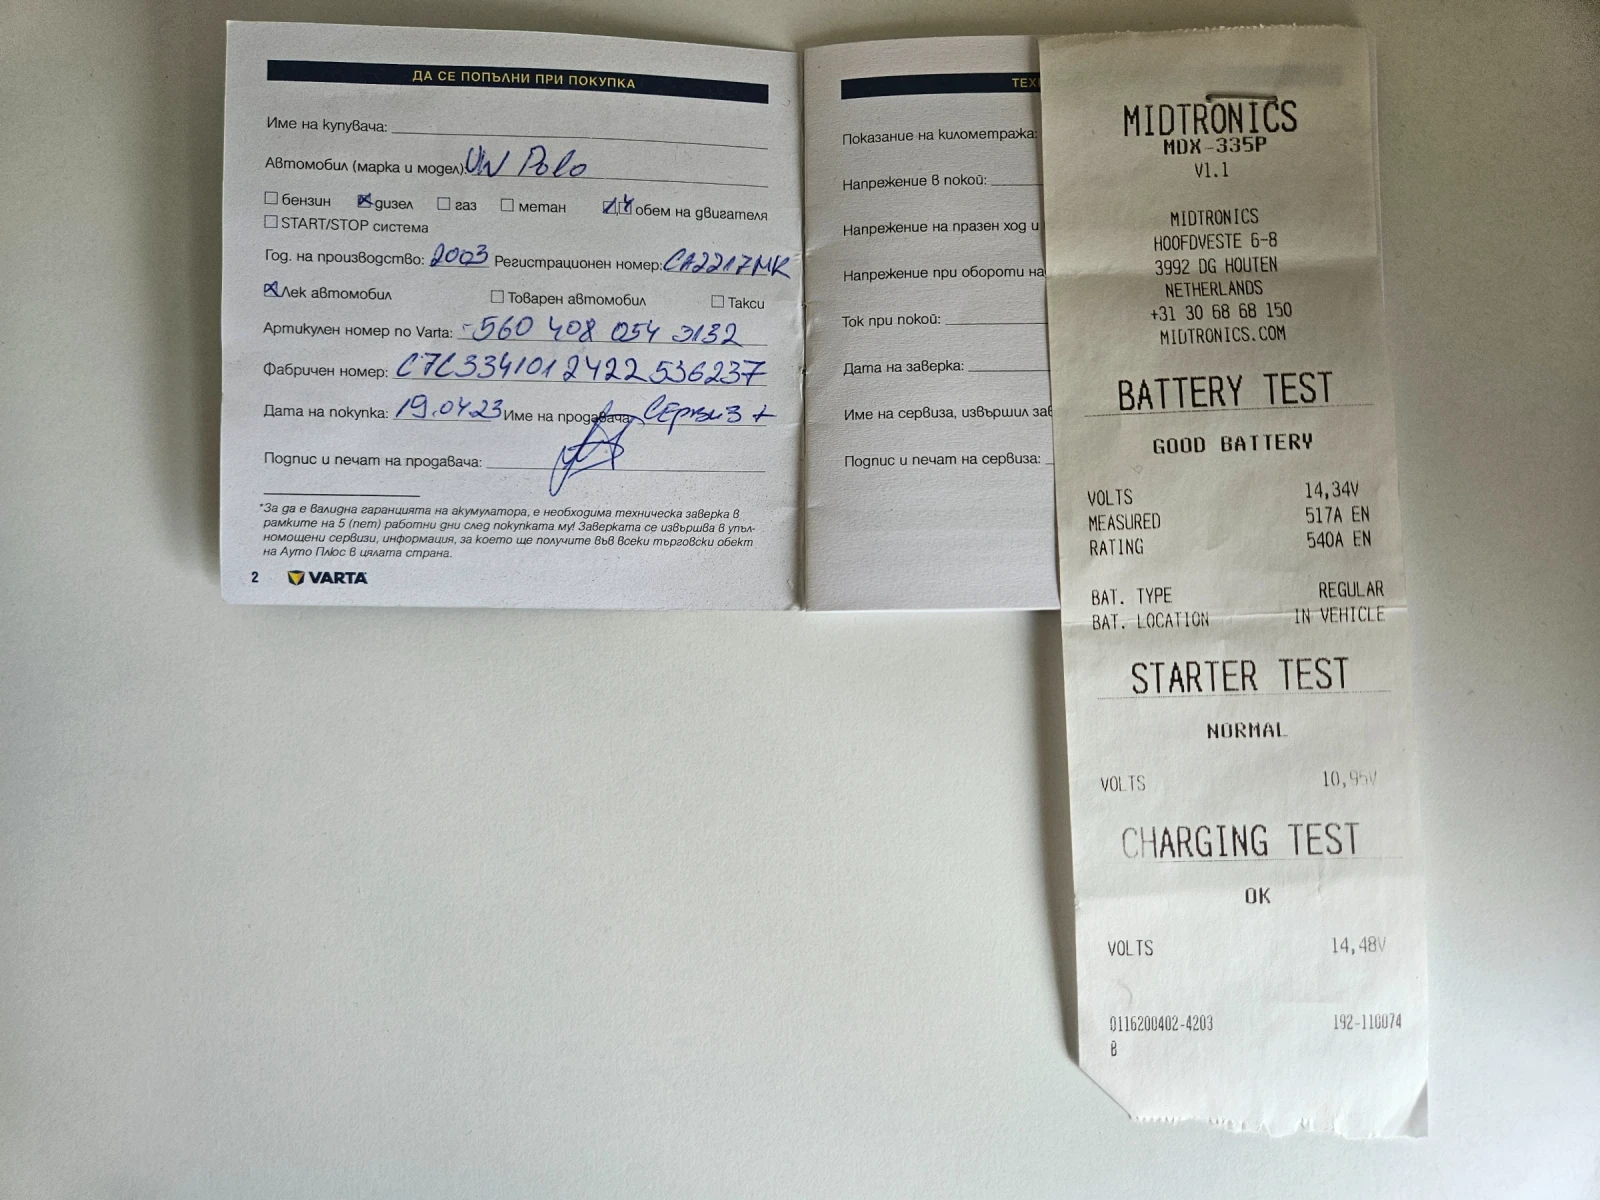 ДА СЕ ПОПЪЛНИ ПРИ ПОКУПКА
Име на купувача:
Автомобил (марка и модел): VW Polo
бензин дизел газ метан 1,4 обем на двигателя
START/STOP система
Год. на производство: 2003 Регистрационен номер: CA2217MK
Лек автомобил Товарен автомобил Такси
Артикулен номер по Varta: 560 408 054 3132
Фабричен номер: C7C334101 2422 536237
Дата на покупка: 19.04.23 Име на продавача: Сервиз +
Подпис и печат на продавача:
*За да е валидна гаранцията на акумулатора, е необходима техническа заверка в
рамките на 5 (пет) работни дни след покупката му! Заверката се извършва в упъл-
номощени сервизи, информация, за което ще получите във всеки търговски обект
на Ауто Плюс в цялата страна.
2 VARTA
ТЕХ
Показание на километража:
Напрежение в покой:
Напрежение на празен ход и
Напрежение при обороти на
Ток при покой:
Дата на заверка:
Име на сервиза, извършил зав
Подпис и печат на сервиза:
MIDTRONICS
MDX-335P
V1.1
MIDTRONICS
HOOFDVESTE 6-8
3992 DG HOUTEN
NETHERLANDS
+31 30 68 68 150
MIDTRONICS.COM
BATTERY TEST
GOOD BATTERY
VOLTS 14,34V
MEASURED 517A EN
RATING 540A EN
BAT. TYPE REGULAR
BAT. LOCATION IN VEHICLE
STARTER TEST
NORMAL
VOLTS 10,95V
CHARGING TEST
OK
VOLTS 14,48V
0116200402-4203 192-110074
B